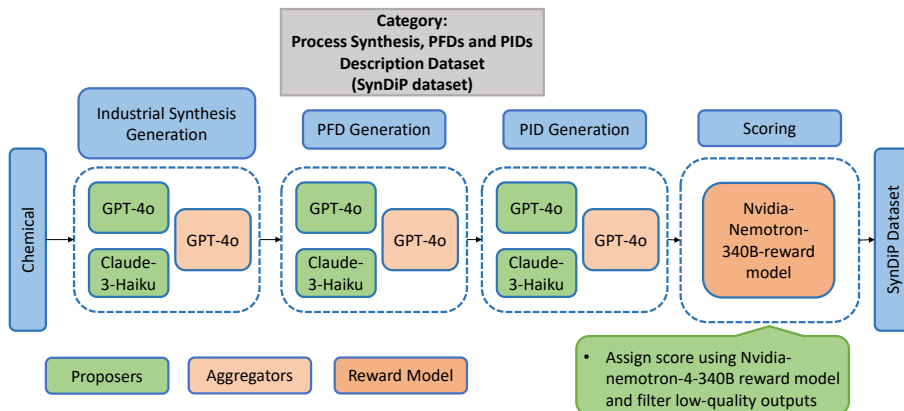 Category:
Process Synthesis, PFDs and PIDs
Description Dataset
(SynDiP dataset)
Industrial Synthesis
Generation
PFD Generation
PID Generation
Scoring
Chemical
GPT-4o
Claude-
3-Haiku
GPT-4o
GPT-4o
Claude-
3-Haiku
GPT-4o
GPT-4o
Claude-
3-Haiku
GPT-4o
Nvidia-
Nemotron-
340B-reward
model
SynDiP Dataset
Proposers
Aggregators
Reward Model
• Assign score using Nvidia-
nemotron-4-340B reward model
and filter low-quality outputs